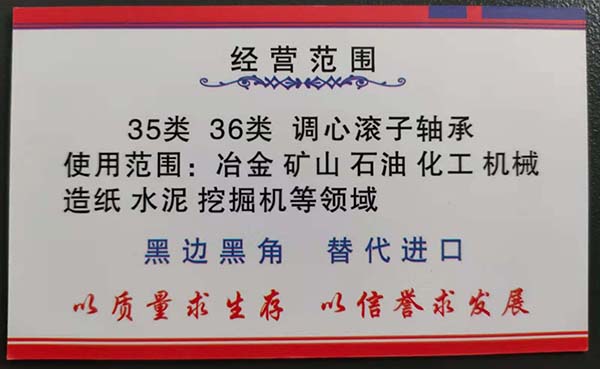 经营范围
35类 36类 调心滚子轴承
使用范围：冶金 矿山 石油 化工 机械
造纸 水泥 挖掘机等领域
黑边黑角 替代进口
以质量求生存 以信誉求发展